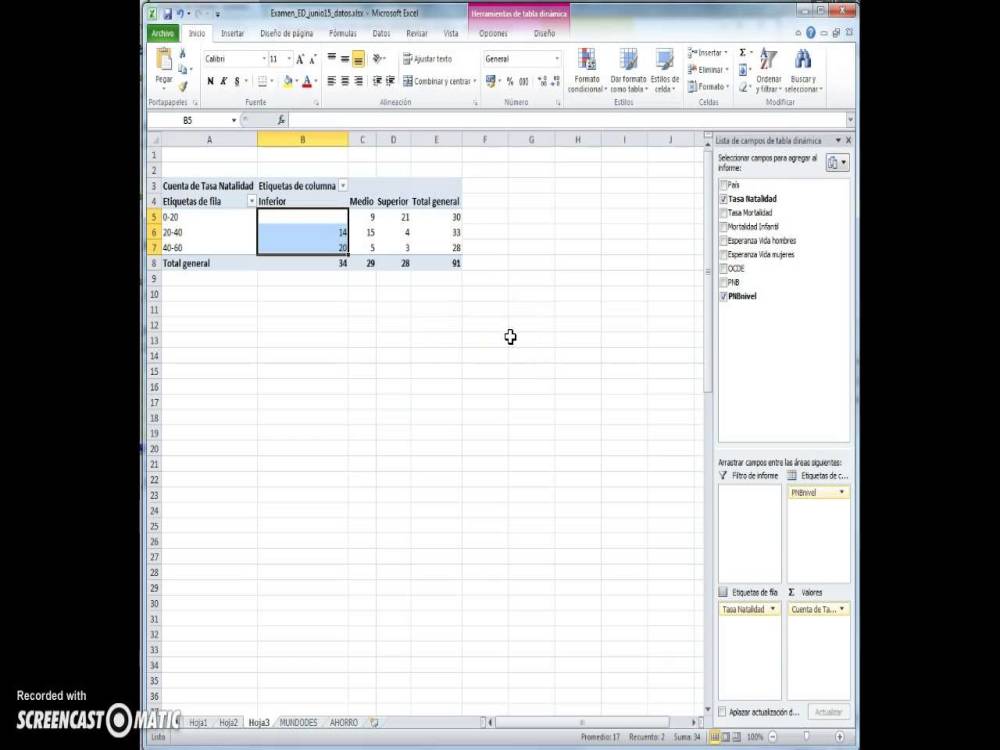 Examen_ED_junio15_datos.xlsx - Microsoft Excel
Herramientas de tabla dinámica
Archivo Inicio Insertar Diseño de página Fórmulas Datos Revisar Vista Opciones Diseño
Pegar
Calibri 11
N K S
Ajustar texto
Combinar y centrar
General
% 000
Formato condicional
Dar formato como tabla
Estilos de celda
Insertar
Eliminar
Formato
Ordenar y filtrar
Buscar y seleccionar
Portapapeles Fuente Alineación Número Estilos Celdas Modificar
B5 fx
A B C D E F G H I J
1
2
3 Cuenta de Tasa Natalidad Etiquetas de columna
4 Etiquetas de fila Inferior Medio Superior Total general
5 0-20 9 21 30
6 20-40 14 15 4 33
7 40-60 20 5 3 28
8 Total general 34 29 28 91
9
10
11
12
13
14
15
16
17
18
19
20
21
22
23
24
25
26
27
28
29
30
31
32
33
34
35
36
Lista de campos de tabla dinámica
Seleccionar campos para agregar al
informe:
País
Tasa Natalidad
Tasa Mortalidad
Mortalidad Infantil
Esperanza Vida hombres
Esperanza Vida mujeres
OCDE
PNB
PNBnivel
Arrastrar campos entre las áreas siguientes:
Filtro de informe Etiquetas de c...
PNBnivel
Etiquetas de fila Σ Valores
Tasa Natalidad Cuenta de Ta...
Aplazar actualización d... Actualizar
Hoja1 Hoja2 Hoja3 MUNDODES AHORRO
Listo Promedio: 17 Recuento: 2 Suma: 34 100%
Recorded with
SCREENCAST MATIC